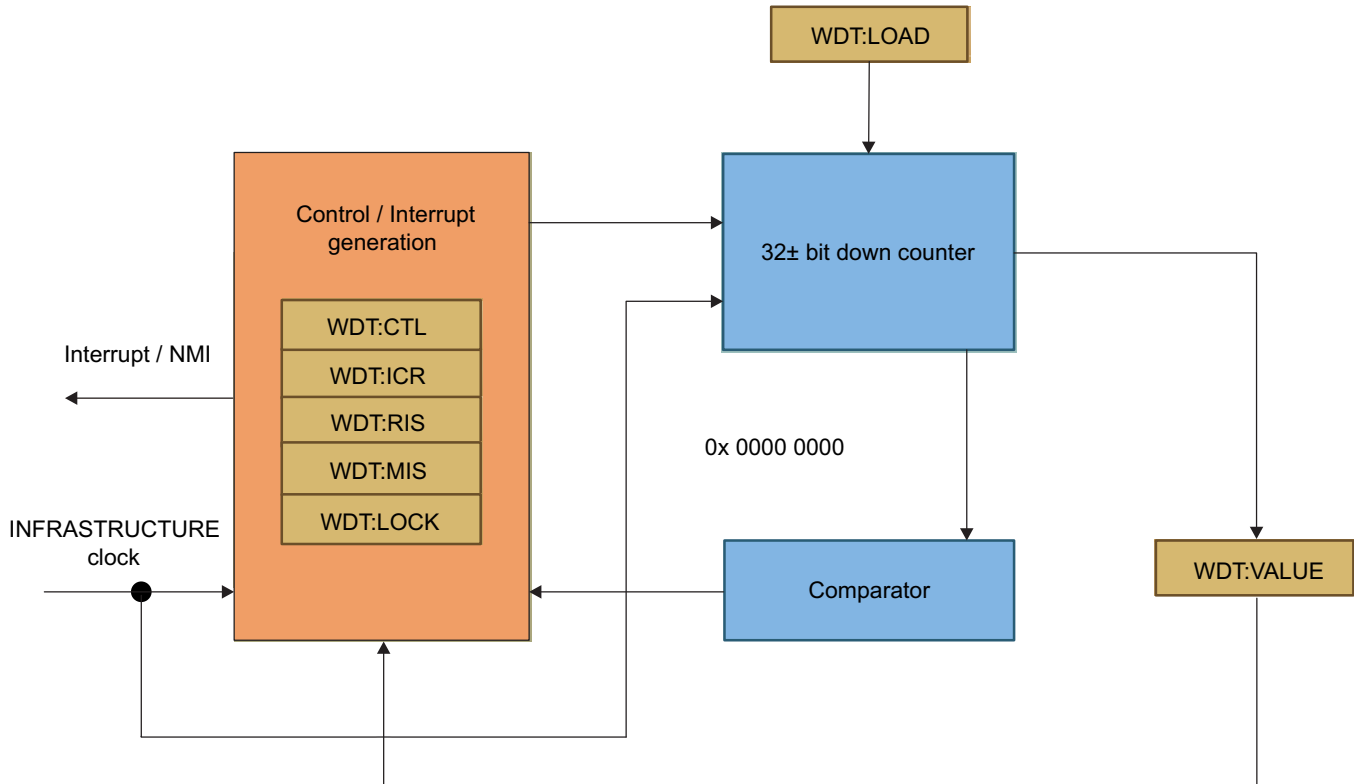 WDT:LOAD
Control / Interrupt
generation
32± bit down counter
WDT:CTL
WDT:ICR
WDT:RIS
WDT:MIS
WDT:LOCK
Interrupt / NMI
0x 0000 0000
INFRASTRUCTURE
clock
Comparator
WDT:VALUE